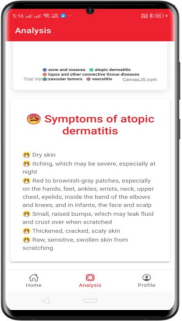 5:16
Analysis
acne and rosacea atopic dermatitis
lupus and other connective tissue diseases
vascular tumors vasculitis
Trial Ver
CanvasJS.com
Symptoms of atopic
dermatitis
Dry skin
Itching, which may be severe, especially at
night
Red to brownish-gray patches, especially
on the hands, feet, ankles, wrists, neck, upper
chest, eyelids, inside the bend of the elbows
and knees, and in infants, the face and scalp
Small, raised bumps, which may leak fluid
and crust over when scratched
Thickened, cracked, scaly skin
Raw, sensitive, swollen skin from
scratching
Home Analysis Profile